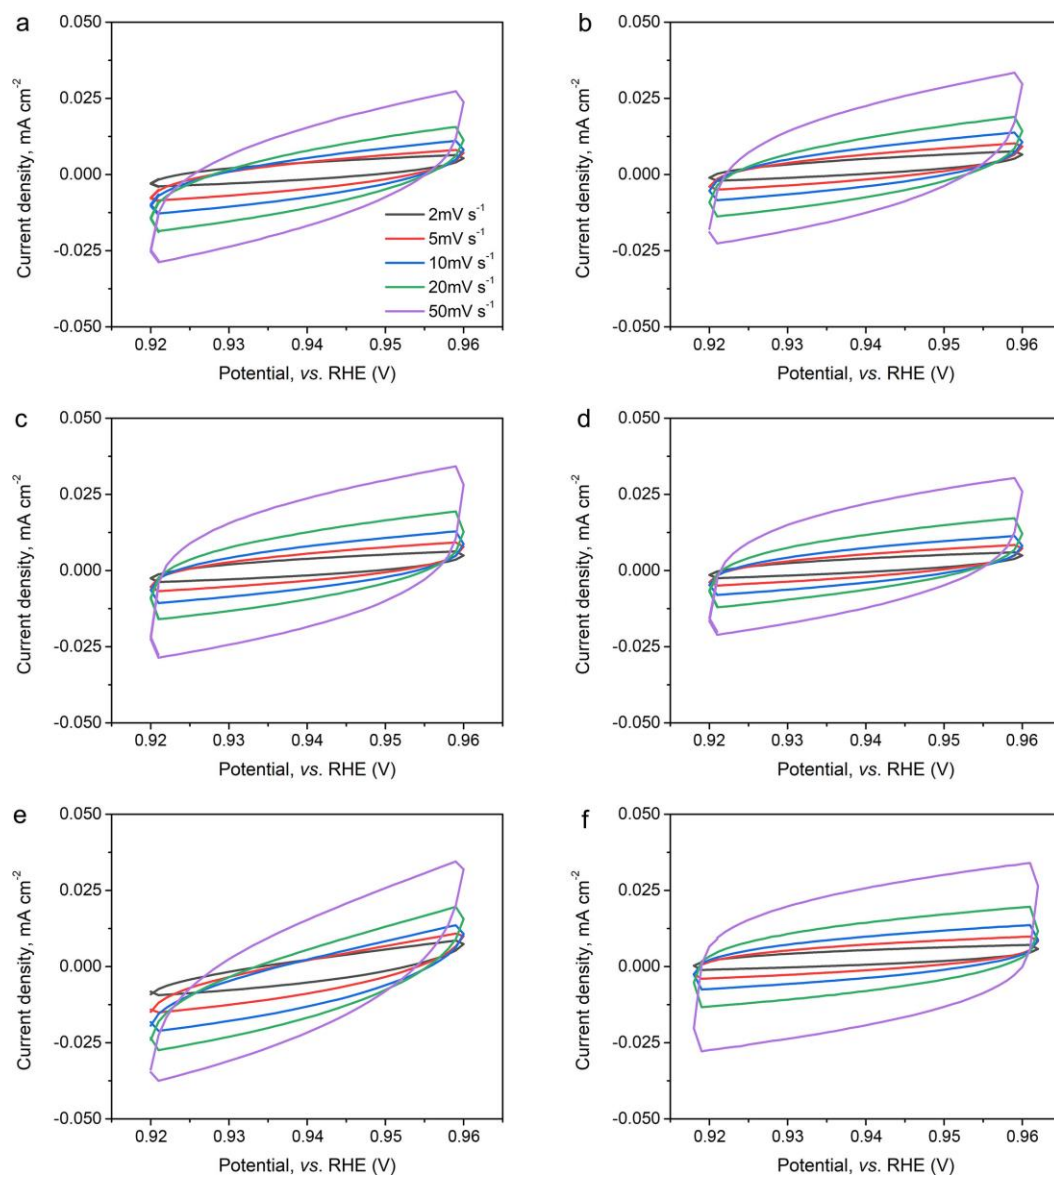 a
0.050
0.025
0.000
-0.025
-0.050
Current density, mA cm⁻²
2mV s⁻¹
5mV s⁻¹
10mV s⁻¹
20mV s⁻¹
50mV s⁻¹
0.92 0.93 0.94 0.95 0.96
Potential, vs. RHE (V)
b
0.050
0.025
0.000
-0.025
-0.050
Current density, mA cm⁻²
0.92 0.93 0.94 0.95 0.96
Potential, vs. RHE (V)
c
0.050
0.025
0.000
-0.025
-0.050
Current density, mA cm⁻²
0.92 0.93 0.94 0.95 0.96
Potential, vs. RHE (V)
d
0.050
0.025
0.000
-0.025
-0.050
Current density, mA cm⁻²
0.92 0.93 0.94 0.95 0.96
Potential, vs. RHE (V)
e
0.050
0.025
0.000
-0.025
-0.050
Current density, mA cm⁻²
0.92 0.93 0.94 0.95 0.96
Potential, vs. RHE (V)
f
0.050
0.025
0.000
-0.025
-0.050
Current density, mA cm⁻²
0.92 0.93 0.94 0.95 0.96
Potential, vs. RHE (V)